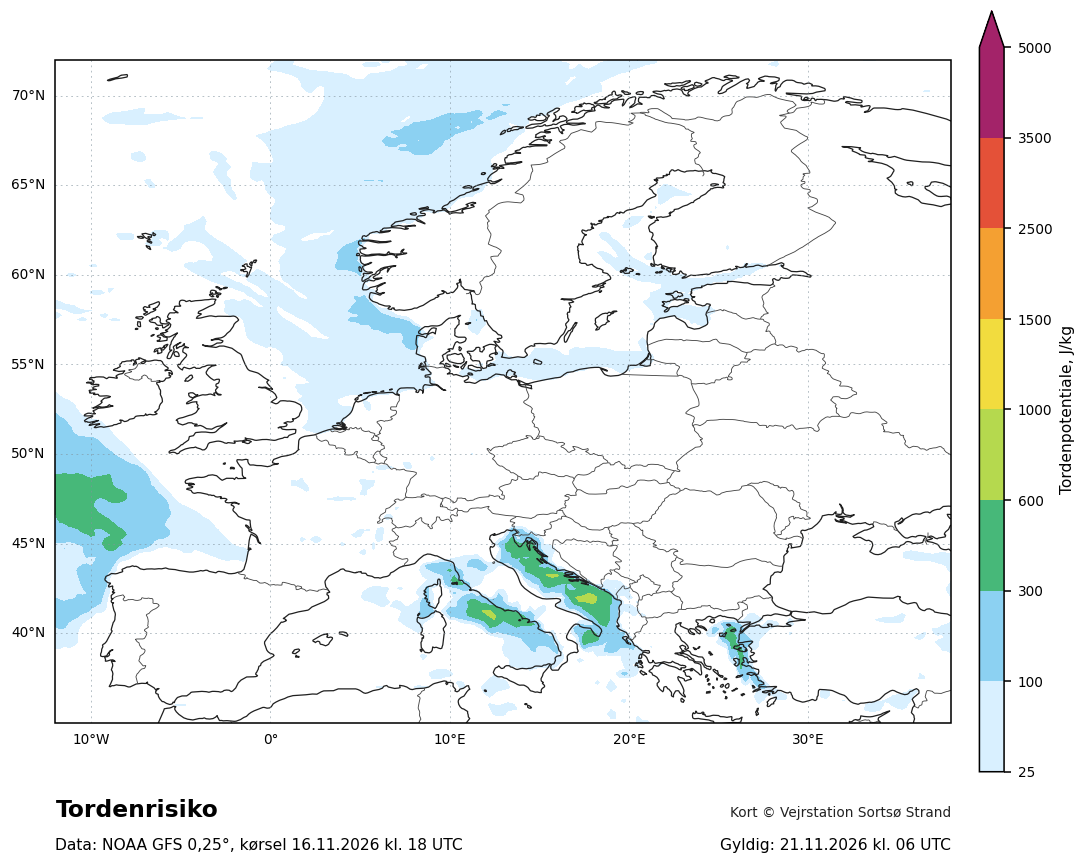 5000
3500
2500
1500
1000
600
300
100
25
Tordenpotentiale, J/kg
70°N
65°N
60°N
55°N
50°N
45°N
40°N
10°W
0°
10°E
20°E
30°E
Tordenrisiko
Kort © Vejrstation Sortsø Strand
Data: NOAA GFS 0,25°, kørsel 16.11.2026 kl. 18 UTC
Gyldig: 21.11.2026 kl. 06 UTC